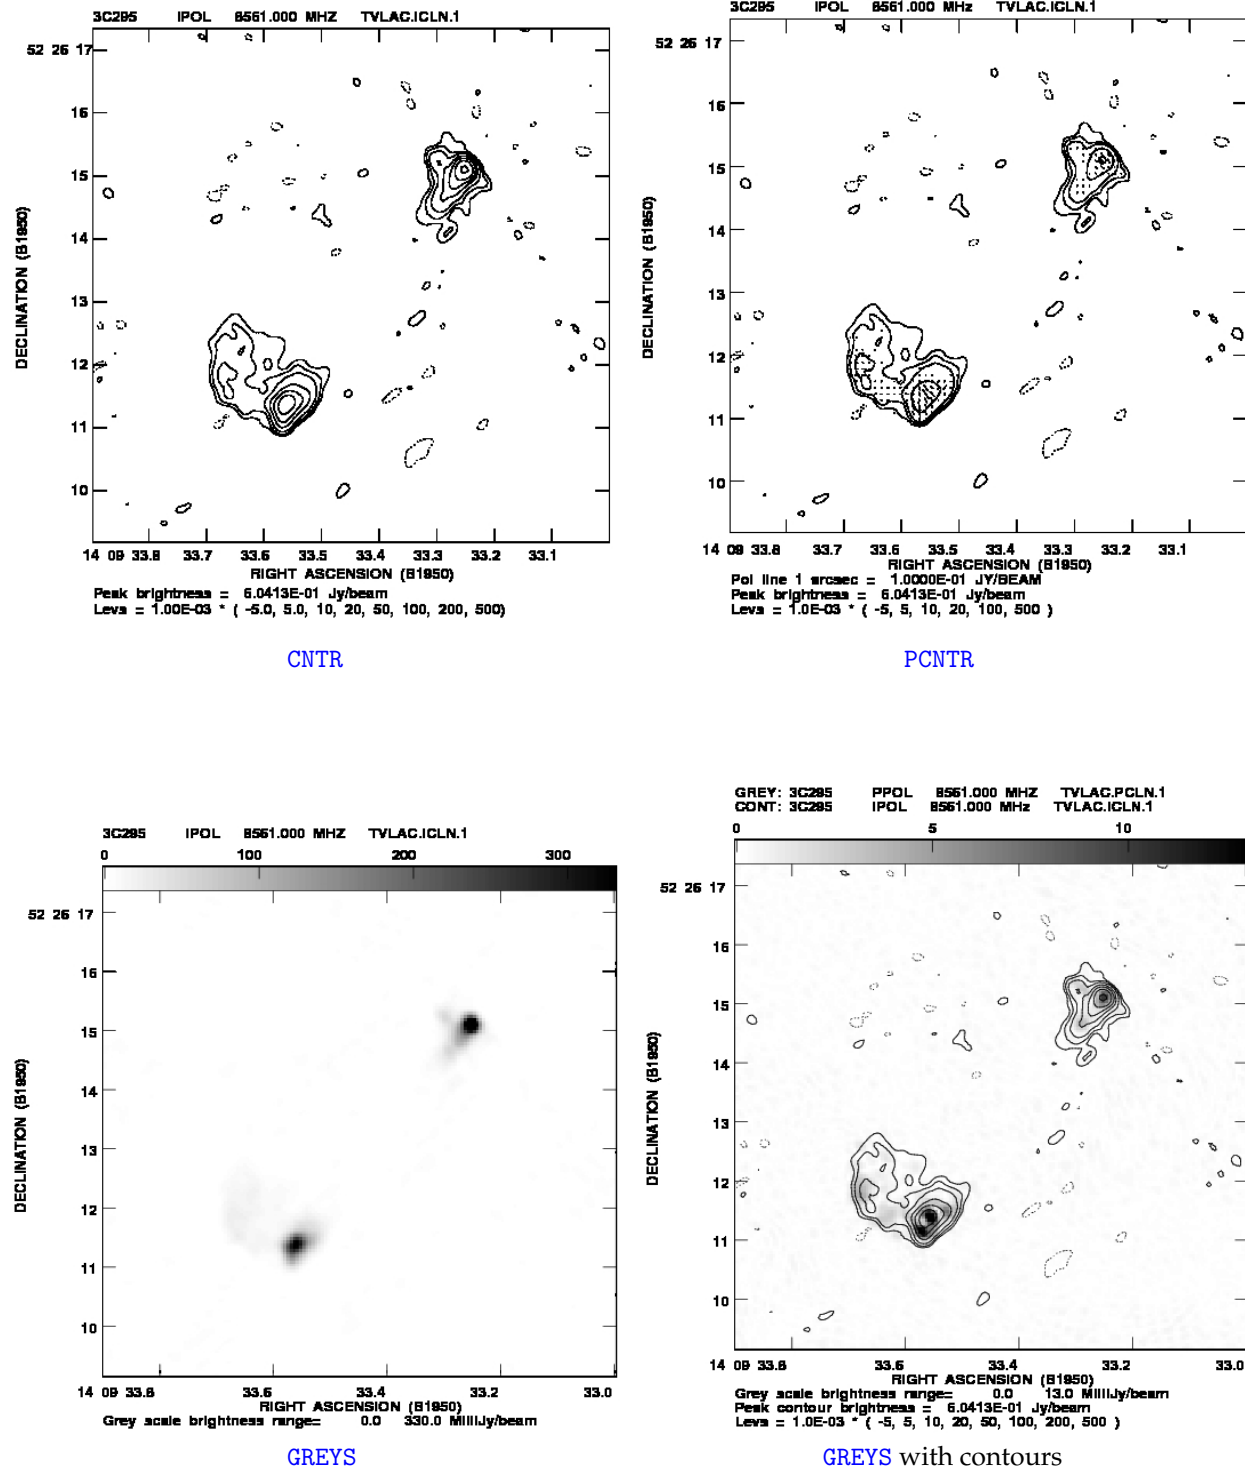 3C295 IPOL 8561.000 MHZ TVLAC.ICLN.1
52 26 17
16
15
14
13
12
11
10
DECLINATION (B1950)
14 09 33.8 33.7 33.6 33.5 33.4 33.3 33.2 33.1
RIGHT ASCENSION (B1950)
Peak brightness = 6.0413E-01 Jy/beam
Levs = 1.00E-03 * ( -5.0, 5.0, 10, 20, 50, 100, 200, 500)
CNTR
3C295 IPOL 8561.000 MHz TVLAC.ICLN.1
52 26 17
16
15
14
13
12
11
10
DECLINATION (B1950)
14 09 33.8 33.7 33.6 33.5 33.4 33.3 33.2 33.1
RIGHT ASCENSION (B1950)
Pol line 1 arcsec = 1.0000E-01 JY/BEAM
Peak brightness = 6.0413E-01 Jy/beam
Levs = 1.0E-03 * ( -5, 5, 10, 20, 100, 500 )
PCNTR
3C295 IPOL 8561.000 MHZ TVLAC.ICLN.1
0 100 200 300
52 26 17
16
15
14
13
12
11
10
DECLINATION (B1950)
14 09 33.8 33.6 33.4 33.2 33.0
RIGHT ASCENSION (B1950)
Grey scale brightness range= 0.0 330.0 MilliJy/beam
GREYS
GREY: 3C295 PPOL 8561.000 MHZ TVLAC.PCLN.1
CONT: 3C295 IPOL 8561.000 MHz TVLAC.ICLN.1
0 5 10
52 26 17
16
15
14
13
12
11
10
DECLINATION (B1950)
14 09 33.8 33.6 33.4 33.2 33.0
RIGHT ASCENSION (B1950)
Grey scale brightness range= 0.0 13.0 MilliJy/beam
Peak contour brightness = 6.0413E-01 Jy/beam
Levs = 1.0E-03 * ( -5, 5, 10, 20, 50, 100, 200, 500 )
GREYS with contours